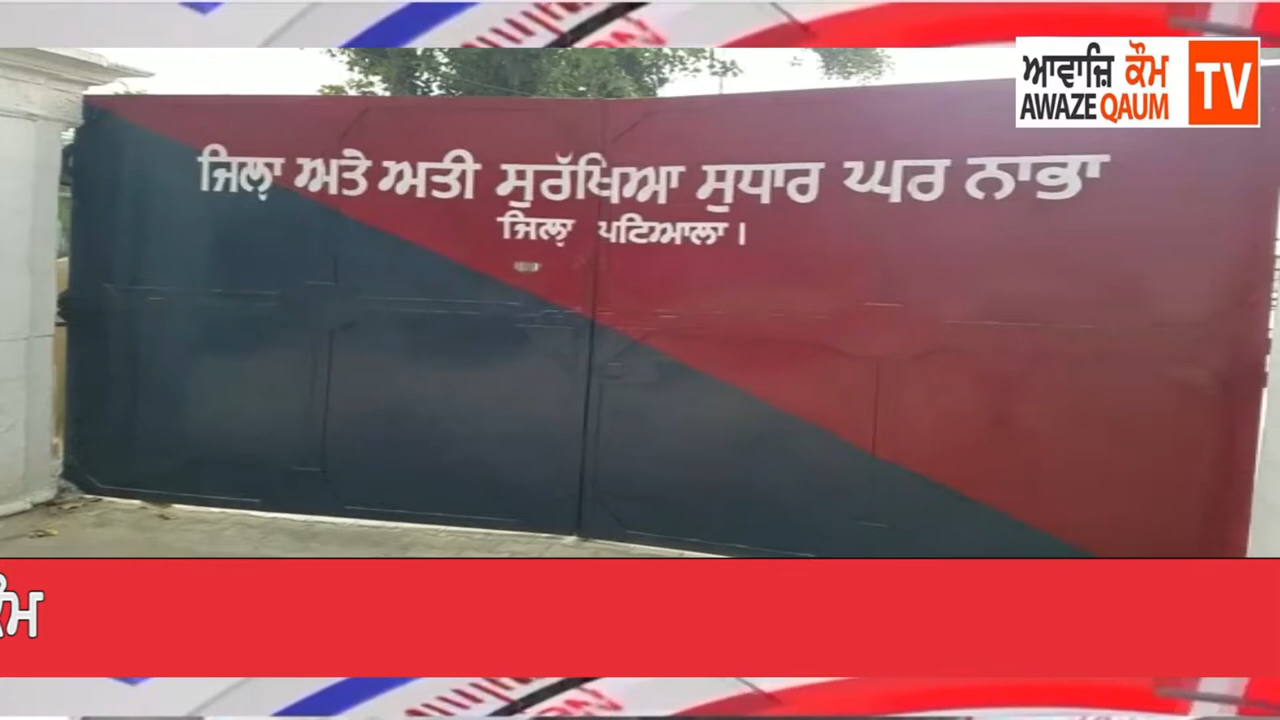 ਆਵਾਜ਼ਿ ਕੌਮ
AWAZE QAUM
TV
ਜਿਲਾ੍ ਅਤੇ ਅਤੀ ਸੁਰੱਖਿਆ ਸੁਧਾਰ ਘਰ ਨਾਭਾ
ਜਿਲਾ੍ ਪਟਿਆਲਾ।